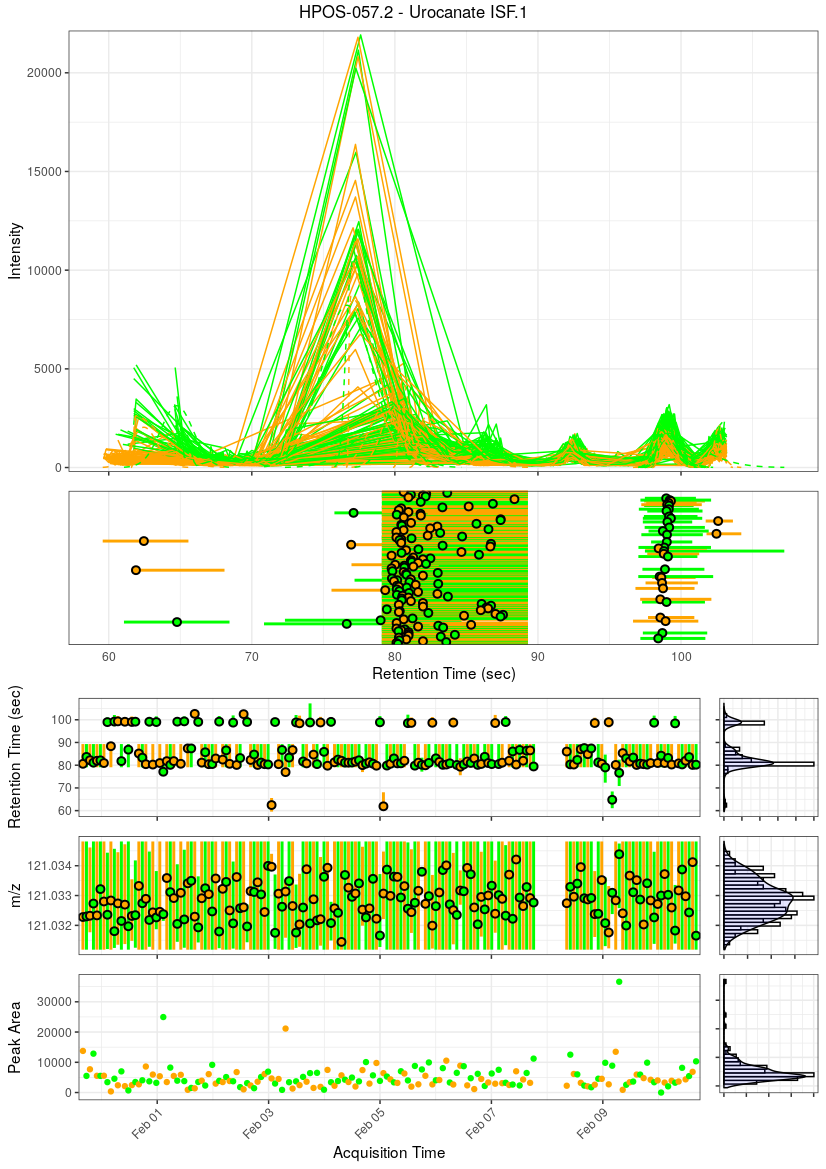 HPOS-057.2 - Urocanate ISF.1
20000
15000
10000
5000
0
Intensity
60 70 80 90 100
Retention Time (sec)
100
90
80
70
60
Retention Time (sec)
121.034
121.033
121.032
m/z
30000
20000
10000
0
Peak Area
Feb 01 Feb 03 Feb 05 Feb 07 Feb 09
Acquisition Time